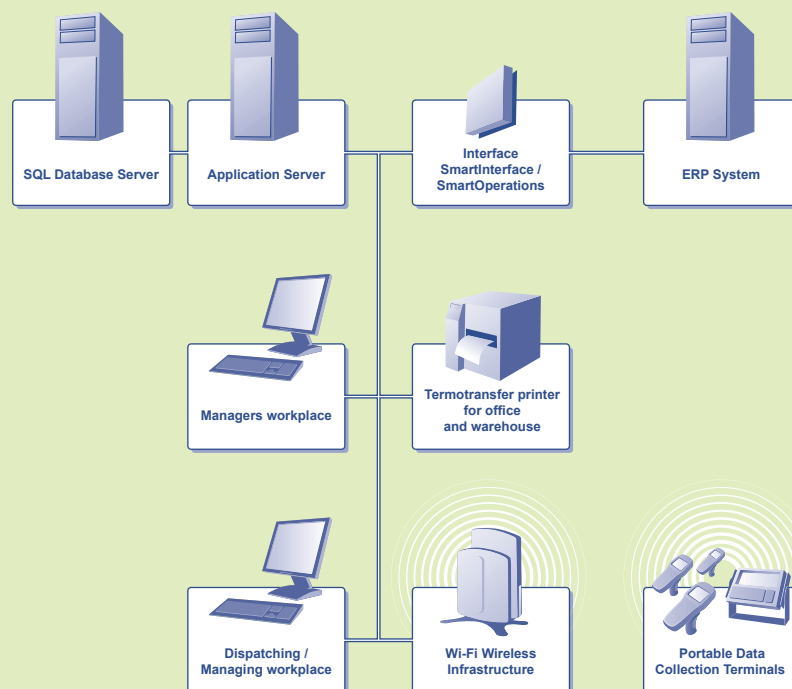 SQL Database Server
Application Server
Interface
SmartInterface /
SmartOperations
ERP System
Managers workplace
Termotransfer printer
for office
and warehouse
Dispatching /
Managing workplace
Wi-Fi Wireless
Infrastructure
Portable Data
Collection Terminals